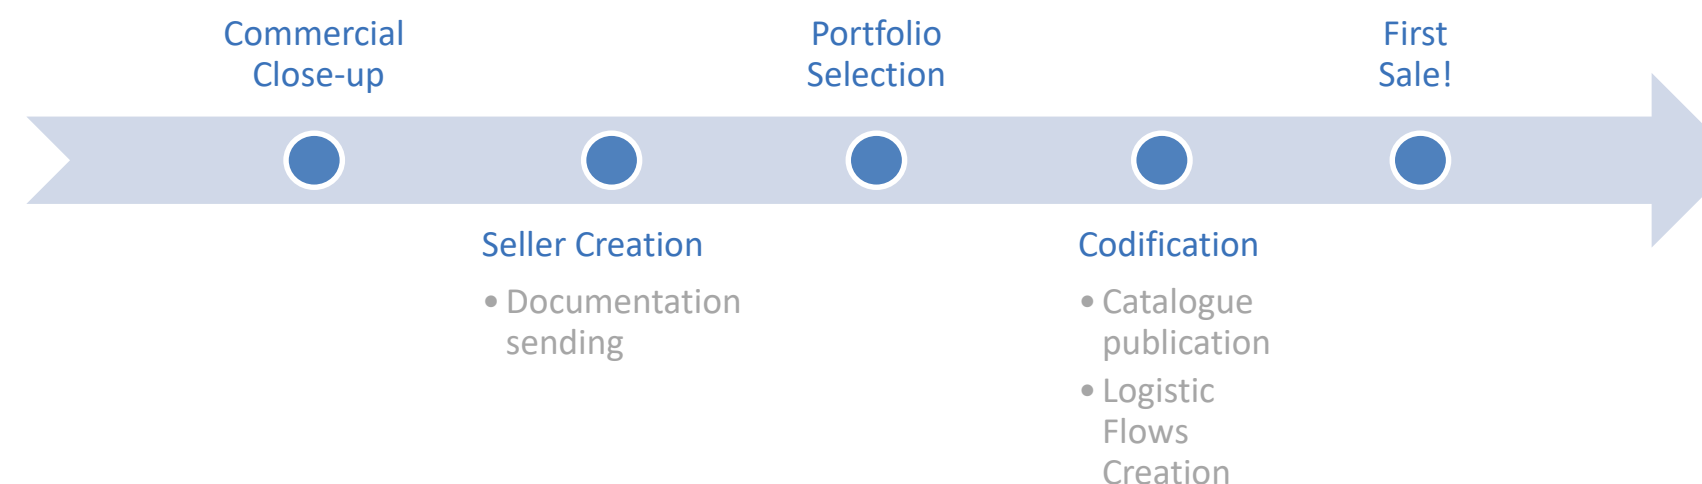 Commercial
Close-up
Portfolio
Selection
First
Sale!
Seller Creation
• Documentation
sending
Codification
• Catalogue
publication
• Logistic
Flows
Creation